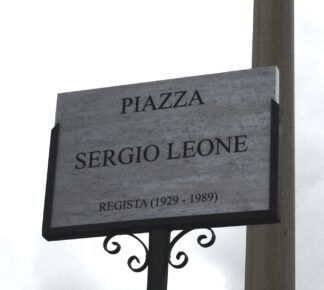 PIAZZA
SERGIO LEONE
REGISTA (1929 - 1989)